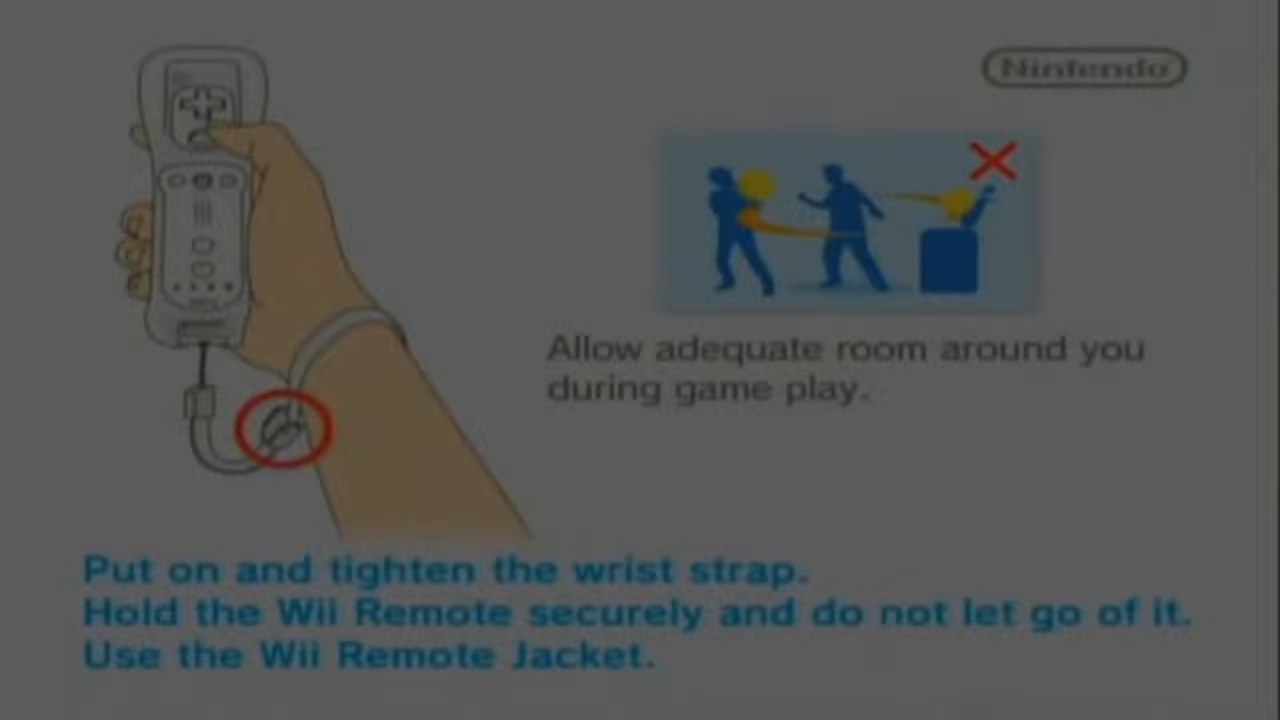 Nintendo
Allow adequate room around you
during game play.
Put on and tighten the wrist strap.
Hold the Wii Remote securely and do not let go of it.
Use the Wii Remote Jacket.